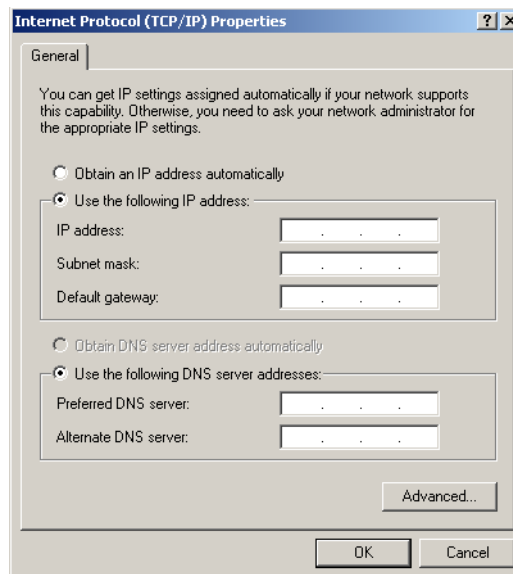 Internet Protocol (TCP/IP) Properties
General
You can get IP settings assigned automatically if your network supports
this capability. Otherwise, you need to ask your network administrator for
the appropriate IP settings.
Obtain an IP address automatically
Use the following IP address:
IP address:
Subnet mask:
Default gateway:
Obtain DNS server address automatically
Use the following DNS server addresses:
Preferred DNS server:
Alternate DNS server:
Advanced...
OK Cancel